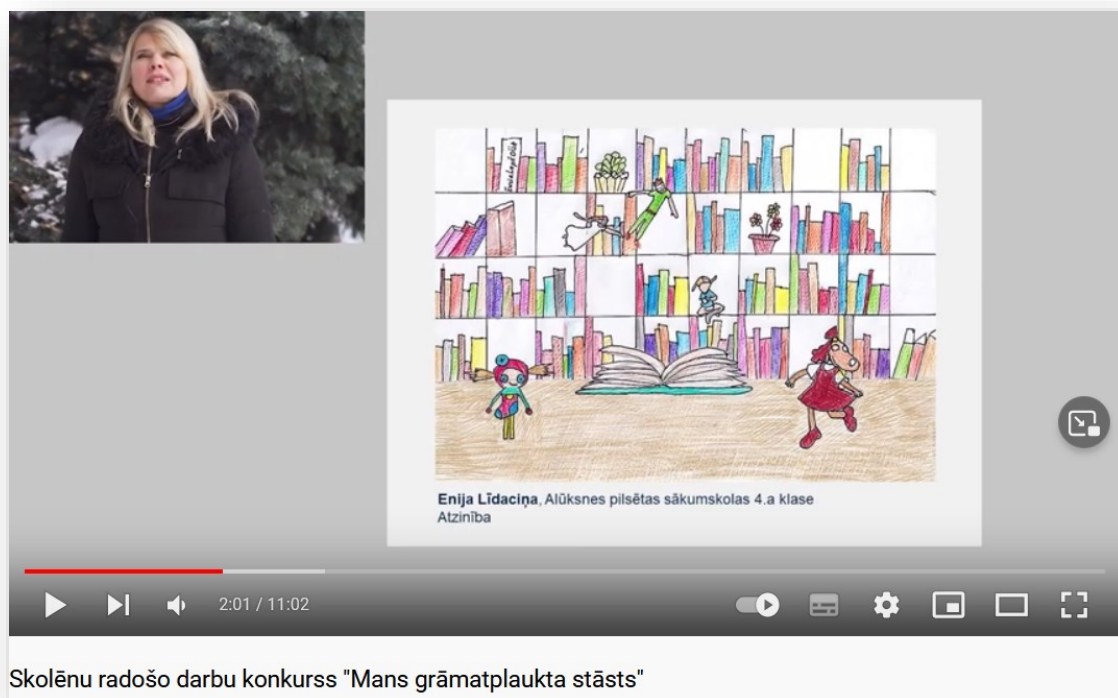 Enija Līdaciņa, Alūksnes pilsētas sākumskolas 4.a klase
Atzinība
2:01 / 11:02
Skolēnu radošo darbu konkurss "Mans grāmatplaukta stāsts"